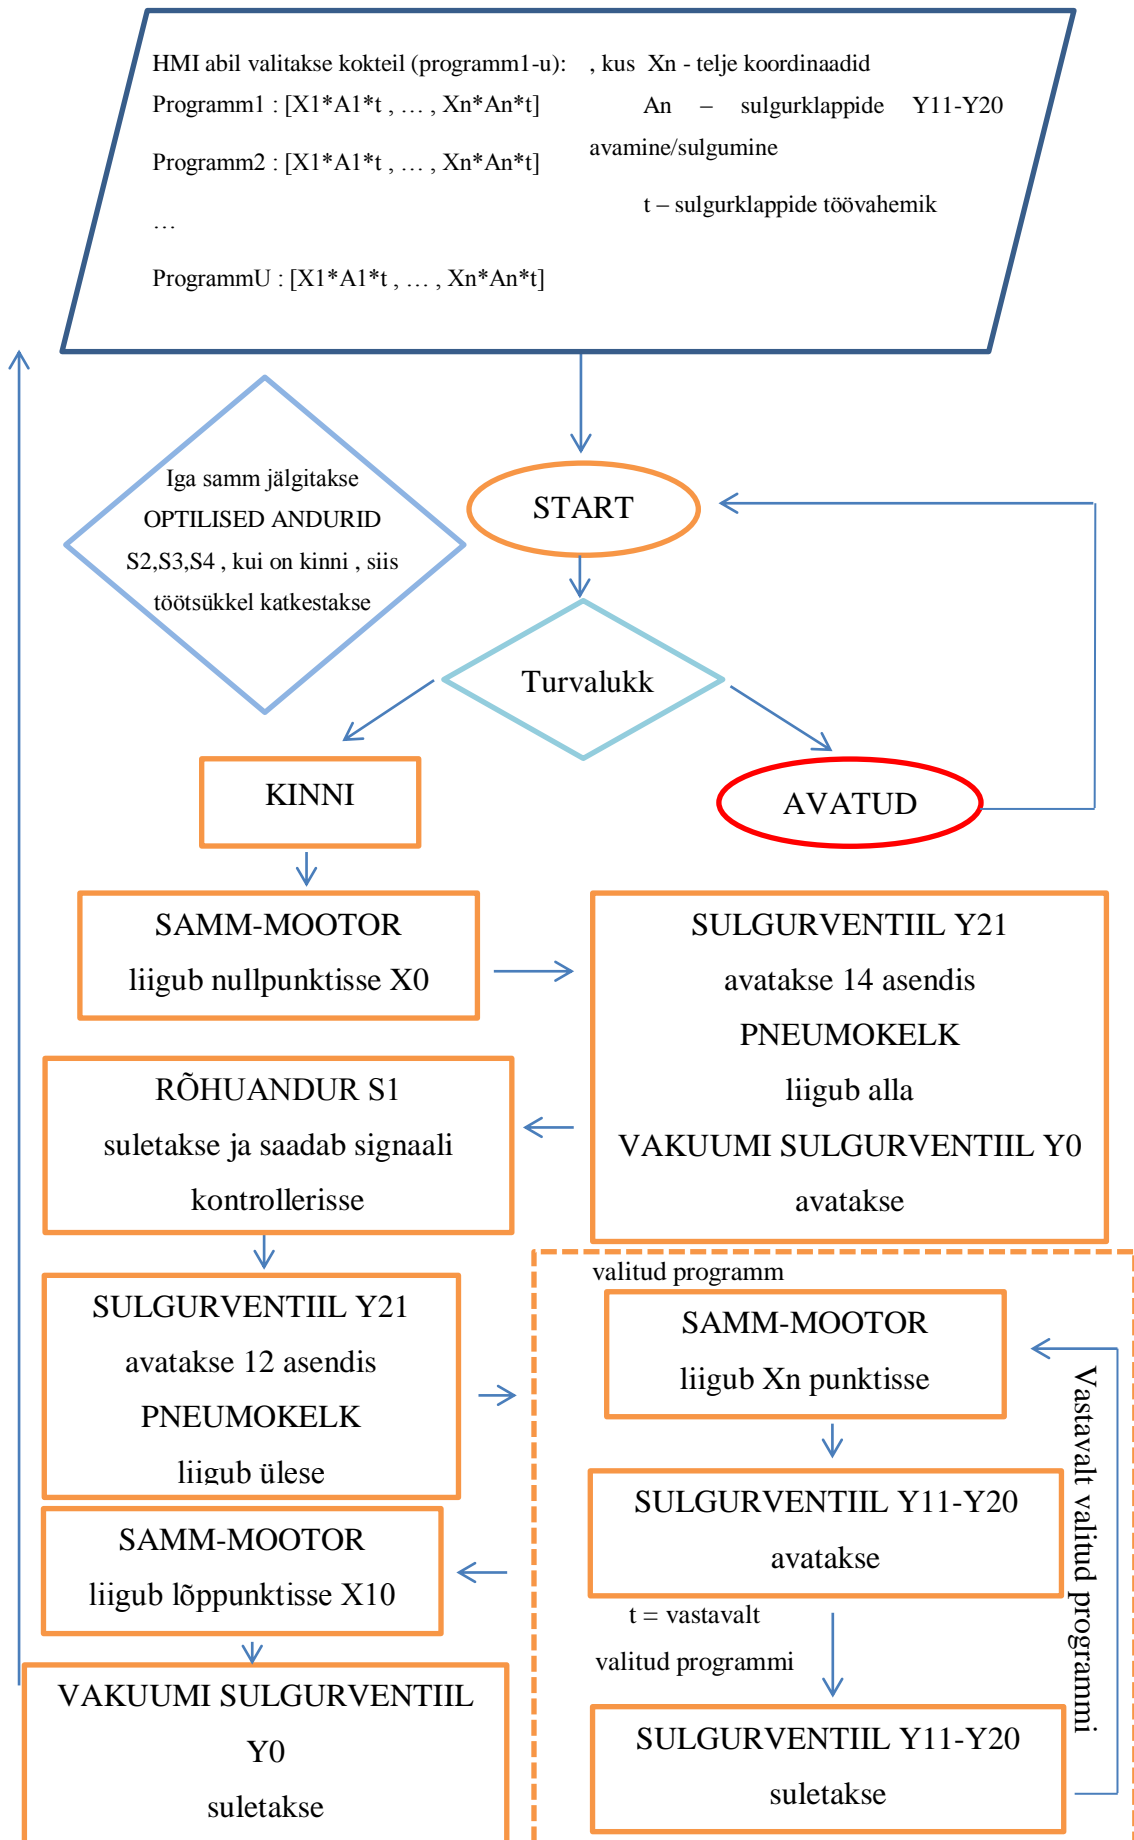 HMI abil valitakse kokteil (programm1-u):
Programm1 : [X1*A1*t , … , Xn*An*t]
Programm2 : [X1*A1*t , … , Xn*An*t]
…
ProgrammU : [X1*A1*t , … , Xn*An*t]
, kus Xn - telje koordinaadid
An – sulgurklappide Y11-Y20
avamine/sulgumine
t – sulgurklappide töövahemik
Iga samm jälgitakse
OPTILISED ANDURID
S2,S3,S4 , kui on kinni , siis
töötsükkel katkestakse
START
Turvalukk
KINNI
AVATUD
SAMM-MOOTOR
liigub nullpunktisse X0
SULGURVENTIIL Y21
avatakse 14 asendis
PNEUMOKELK
liigub alla
VAKUUMI SULGURVENTIIL Y0
avatakse
RÕHUANDUR S1
suletakse ja saadab signaali
kontrollerisse
SULGURVENTIIL Y21
avatakse 12 asendis
PNEUMOKELK
liigub ülese
valitud programm
SAMM-MOOTOR
liigub Xn punktisse
SULGURVENTIIL Y11-Y20
avatakse
t = vastavalt
valitud programmi
SULGURVENTIIL Y11-Y20
suletakse
Vastavalt valitud programmi
SAMM-MOOTOR
liigub lõppunktisse X10
VAKUUMI SULGURVENTIIL
Y0
suletakse